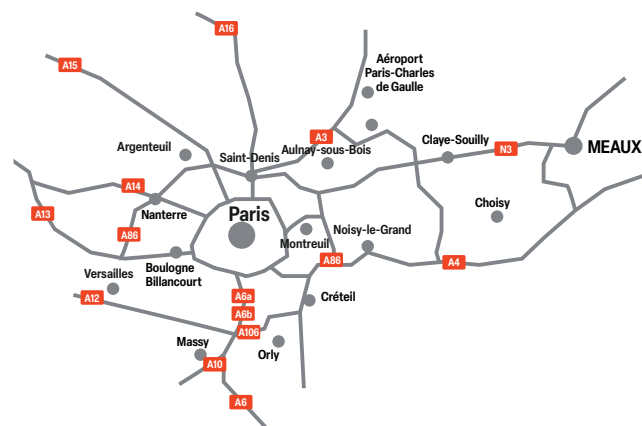 A16
A15
Aéroport
Paris-Charles
de Gaulle
A3
Argenteuil
Saint-Denis
Aulnay-sous-Bois
Claye-Souilly
N3
MEAUX
A14
Nanterre
A13
Paris
Choisy
A86
Montreuil
Noisy-le-Grand
Boulogne
Billancourt
A86
A4
Versailles
A12
A6a
A6b
Créteil
A106
Massy
Orly
A10
A6